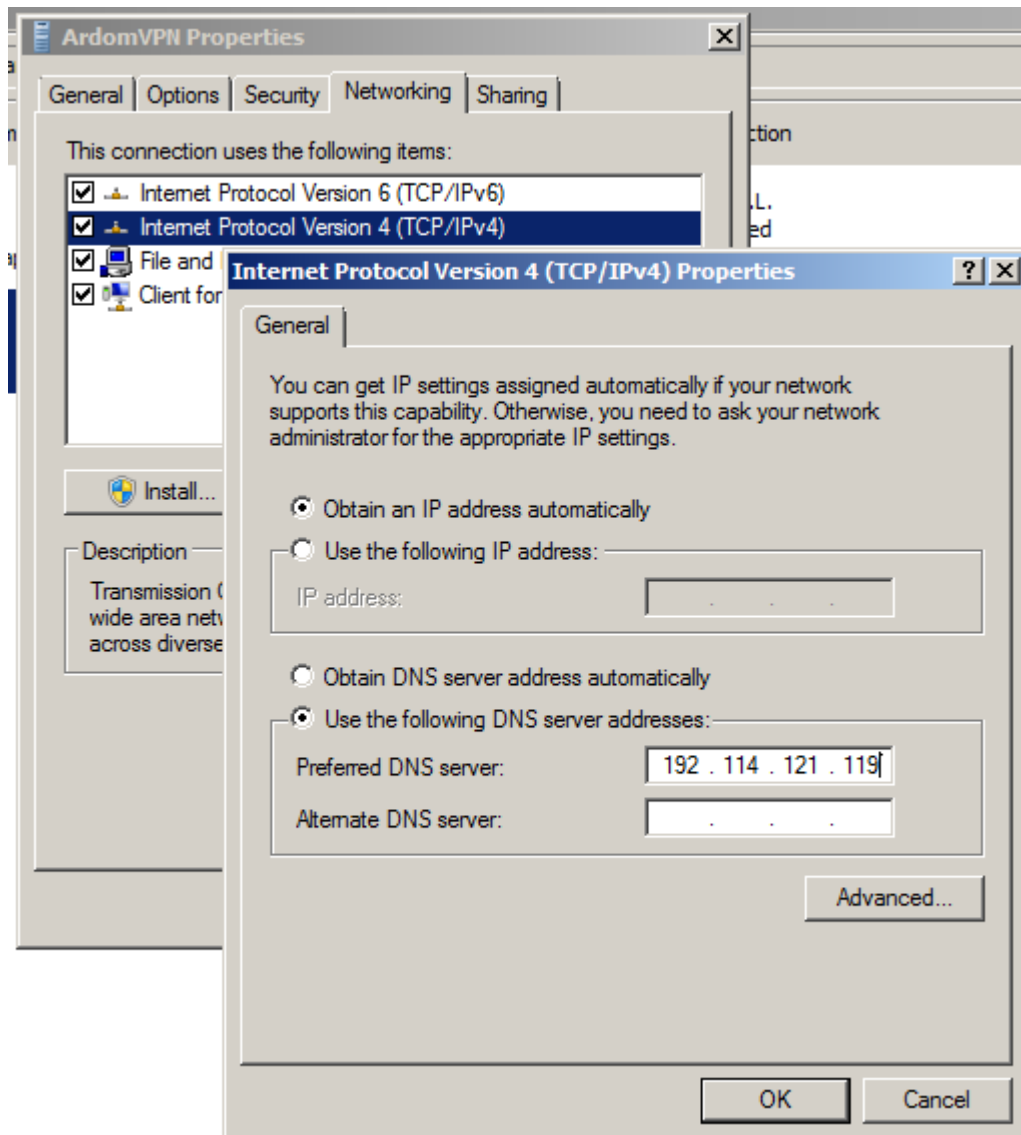 ArdomVPN Properties
General Options Security Networking Sharing
This connection uses the following items:
Internet Protocol Version 6 (TCP/IPv6)
Internet Protocol Version 4 (TCP/IPv4)
File and
Client for
Install...
Description
Transmission
wide area
across diverse
ction
.L.
ed
Internet Protocol Version 4 (TCP/IPv4) Properties
General
You can get IP settings assigned automatically if your network
supports this capability. Otherwise, you need to ask your network
administrator for the appropriate IP settings.
Obtain an IP address automatically
Use the following IP address:
IP address:
Obtain DNS server address automatically
Use the following DNS server addresses:
Preferred DNS server: 192 . 114 . 121 . 119
Alternate DNS server:
Advanced...
OK Cancel